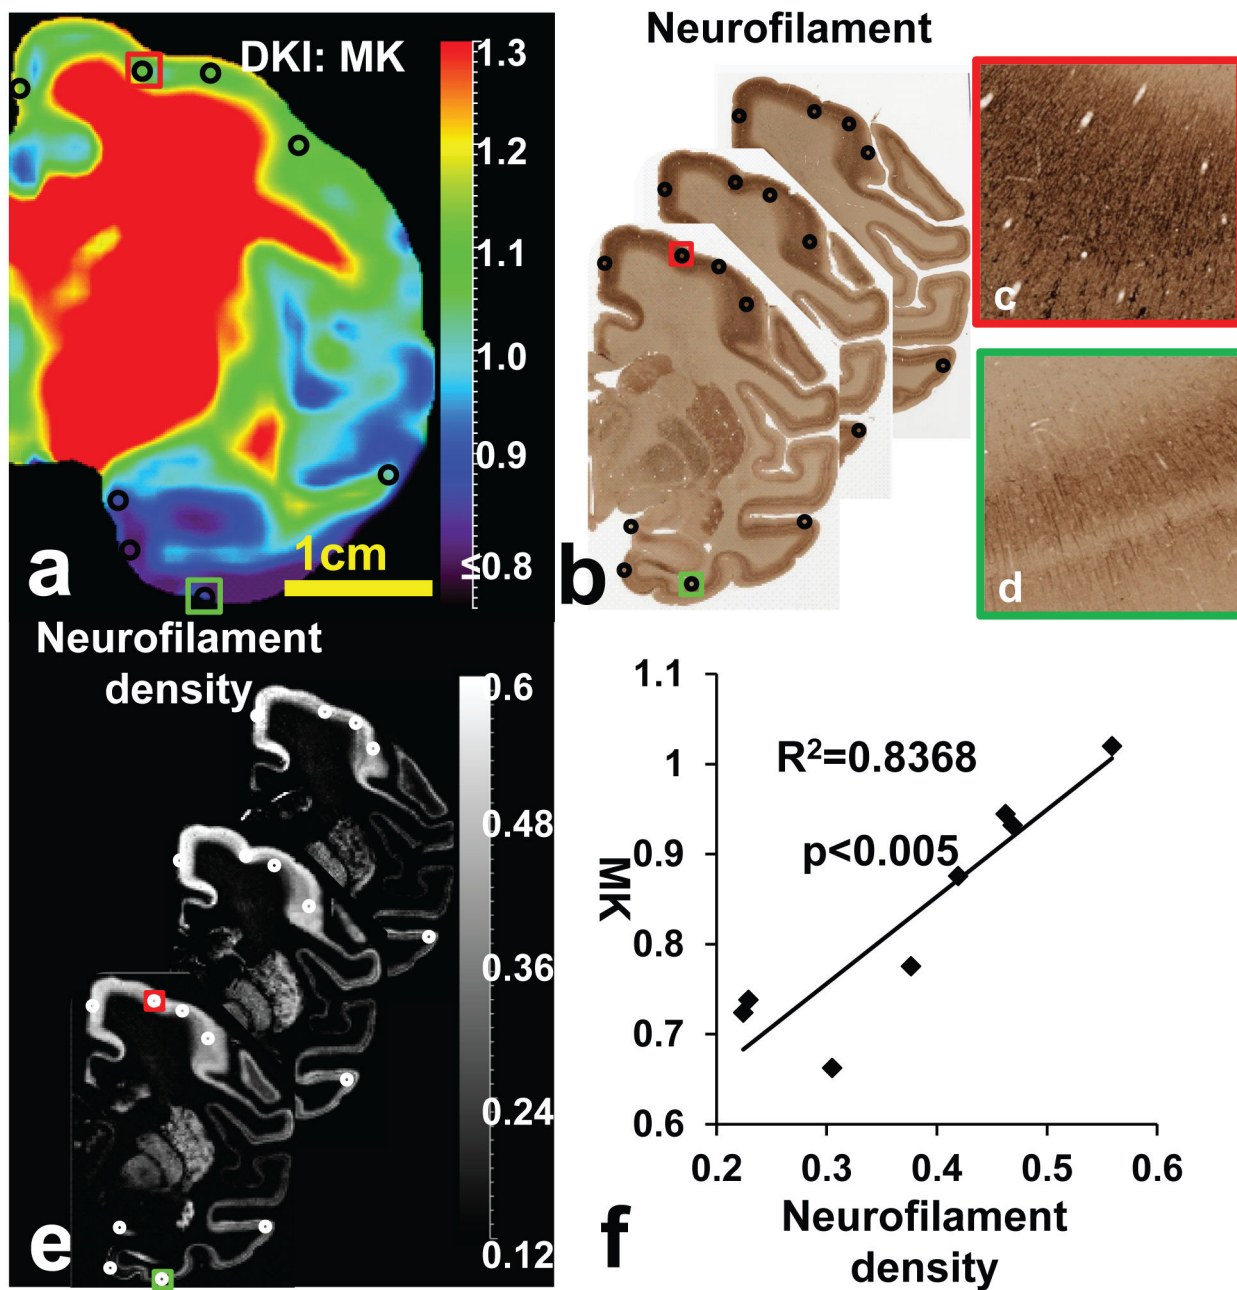 DKI: MK
1.3
1.2
1.1
1.0
0.9
≤0.8
1cm
a
Neurofilament
b
c
d
Neurofilament
density
0.6
0.48
0.36
0.24
0.12
e
1.1
1
0.9
0.8
0.7
0.6
MK
R²=0.8368
p<0.005
0.2 0.3 0.4 0.5 0.6
Neurofilament
density
f